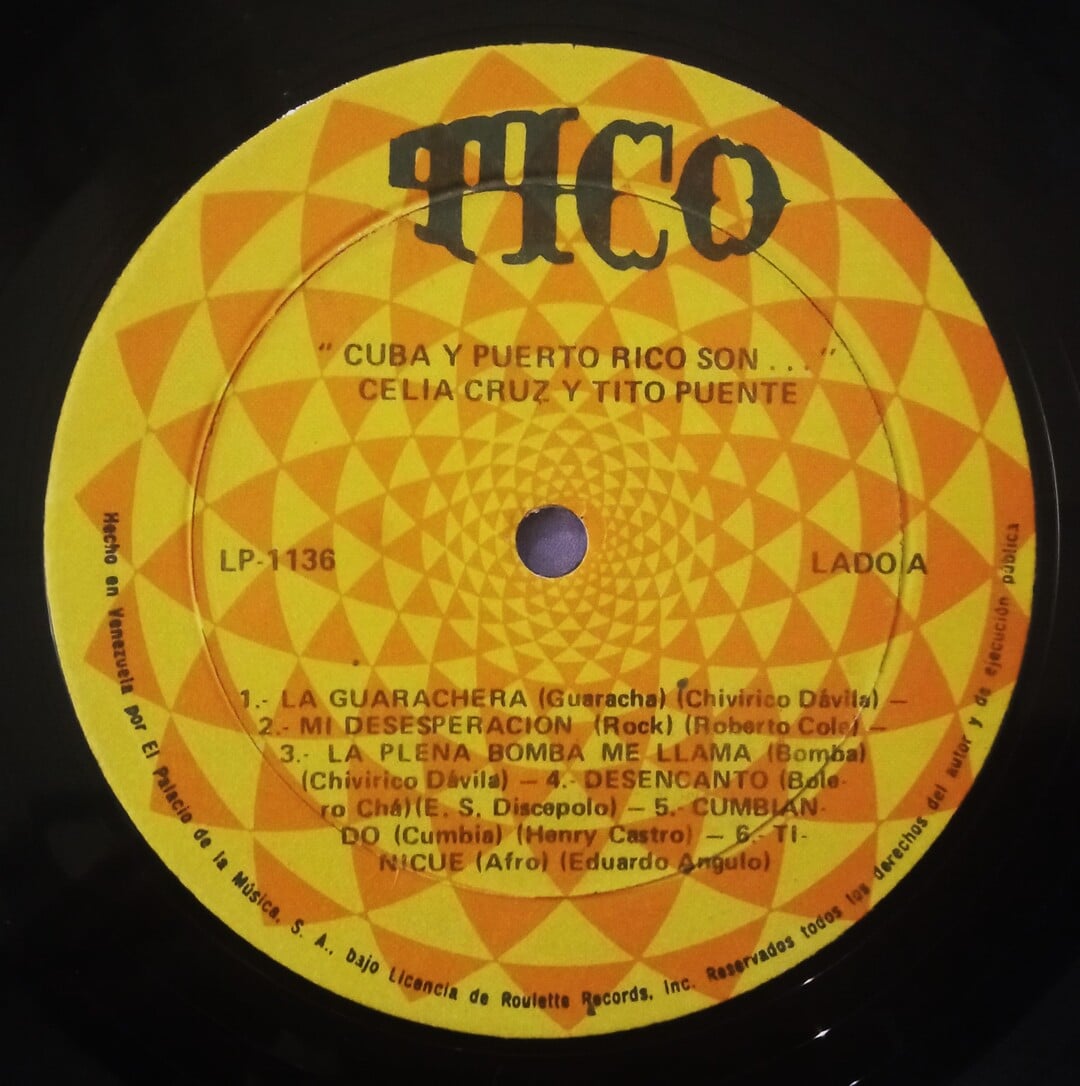 TICO
" CUBA Y PUERTO RICO SON . . . "
CELIA CRUZ Y TITO PUENTE
LP-1136
LADO A
1.- LA GUARACHERA (Guaracha) (Chivirico Dávila) –
2.- MI DESESPERACION (Rock) (Roberto Cole) –
3.- LA PLENA BOMBA ME LLAMA (Bomba)
(Chivirico Dávila) – 4.- DESENCANTO (Bole-
ro Chá) (E. S. Discepolo) – 5.- CUMBIAN-
DO (Cumbia) (Henry Castro) – 6.- TI-
NICUE (Afro) (Eduardo Angulo)
Hecho en Venezuela por El Palacio de la Música, S. A., bajo Licencia de Roulette Records, Inc. Reservados todos los derechos del autor y de ejecución pública